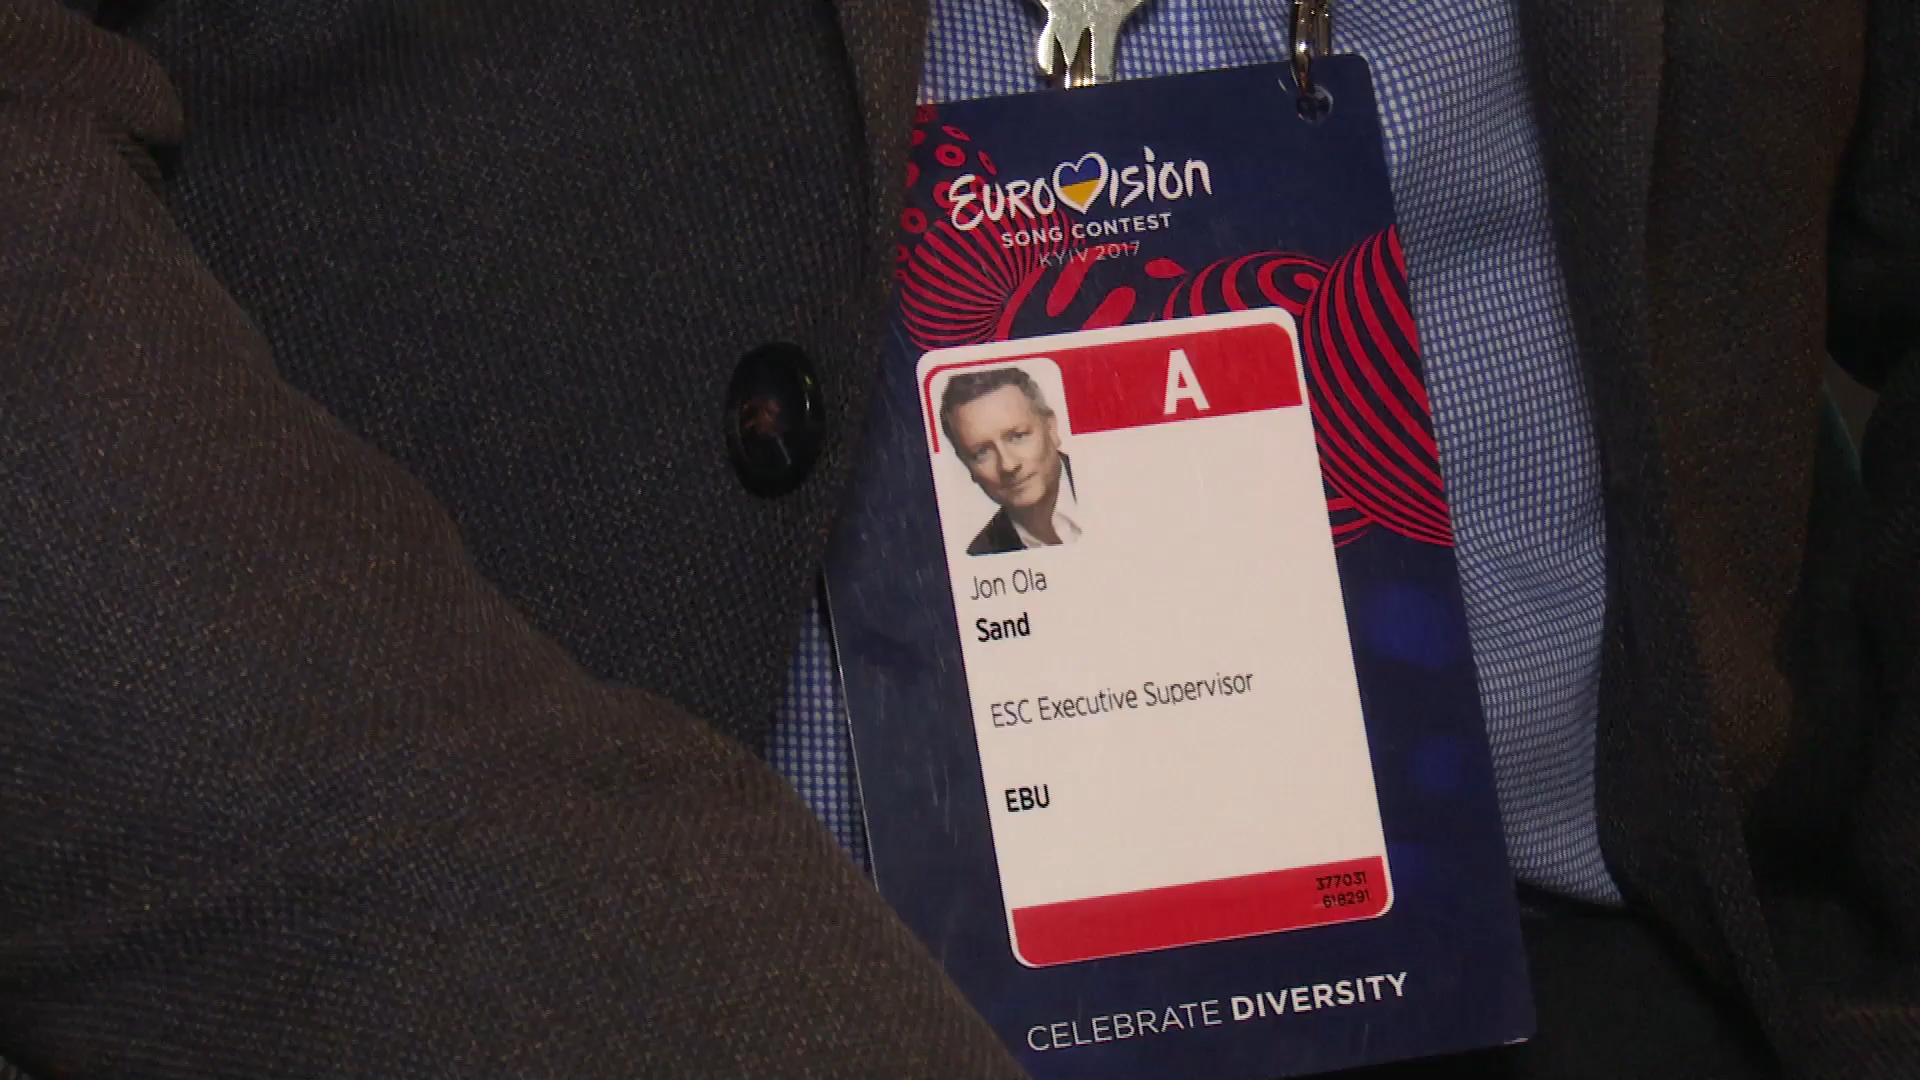 EUROVISION
SONG CONTEST
KYIV 2017
A
Jon Ola
Sand
ESC Executive Supervisor
EBU
377031
618291
CELEBRATE DIVERSITY